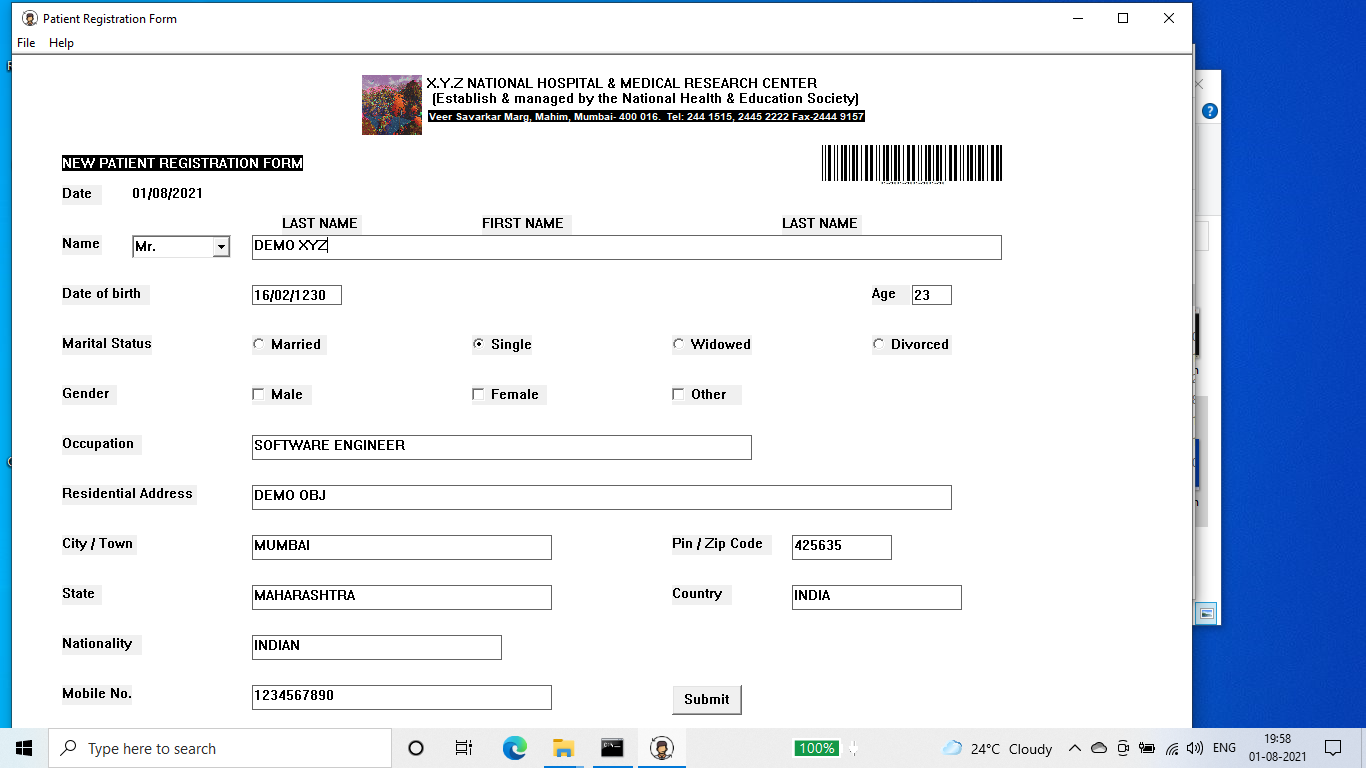 Patient Registration Form
File Help
X.Y.Z NATIONAL HOSPITAL & MEDICAL RESEARCH CENTER
(Establish & managed by the National Health & Education Society)
Veer Savarkar Marg, Mahim, Mumbai- 400 016. Tel: 244 1515, 2445 2222 Fax-2444 9157
NEW PATIENT REGISTRATION FORM
Date 01/08/2021
LAST NAME FIRST NAME LAST NAME
Name Mr. DEMO XYZ
Date of birth 16/02/1230 Age 23
Marital Status Married Single Widowed Divorced
Gender Male Female Other
Occupation SOFTWARE ENGINEER
Residential Address DEMO OBJ
City / Town MUMBAI Pin / Zip Code 425635
State MAHARASHTRA Country INDIA
Nationality INDIAN
Mobile No. 1234567890 Submit
Type here to search 100% 24°C Cloudy ENG 19:58
01-08-2021